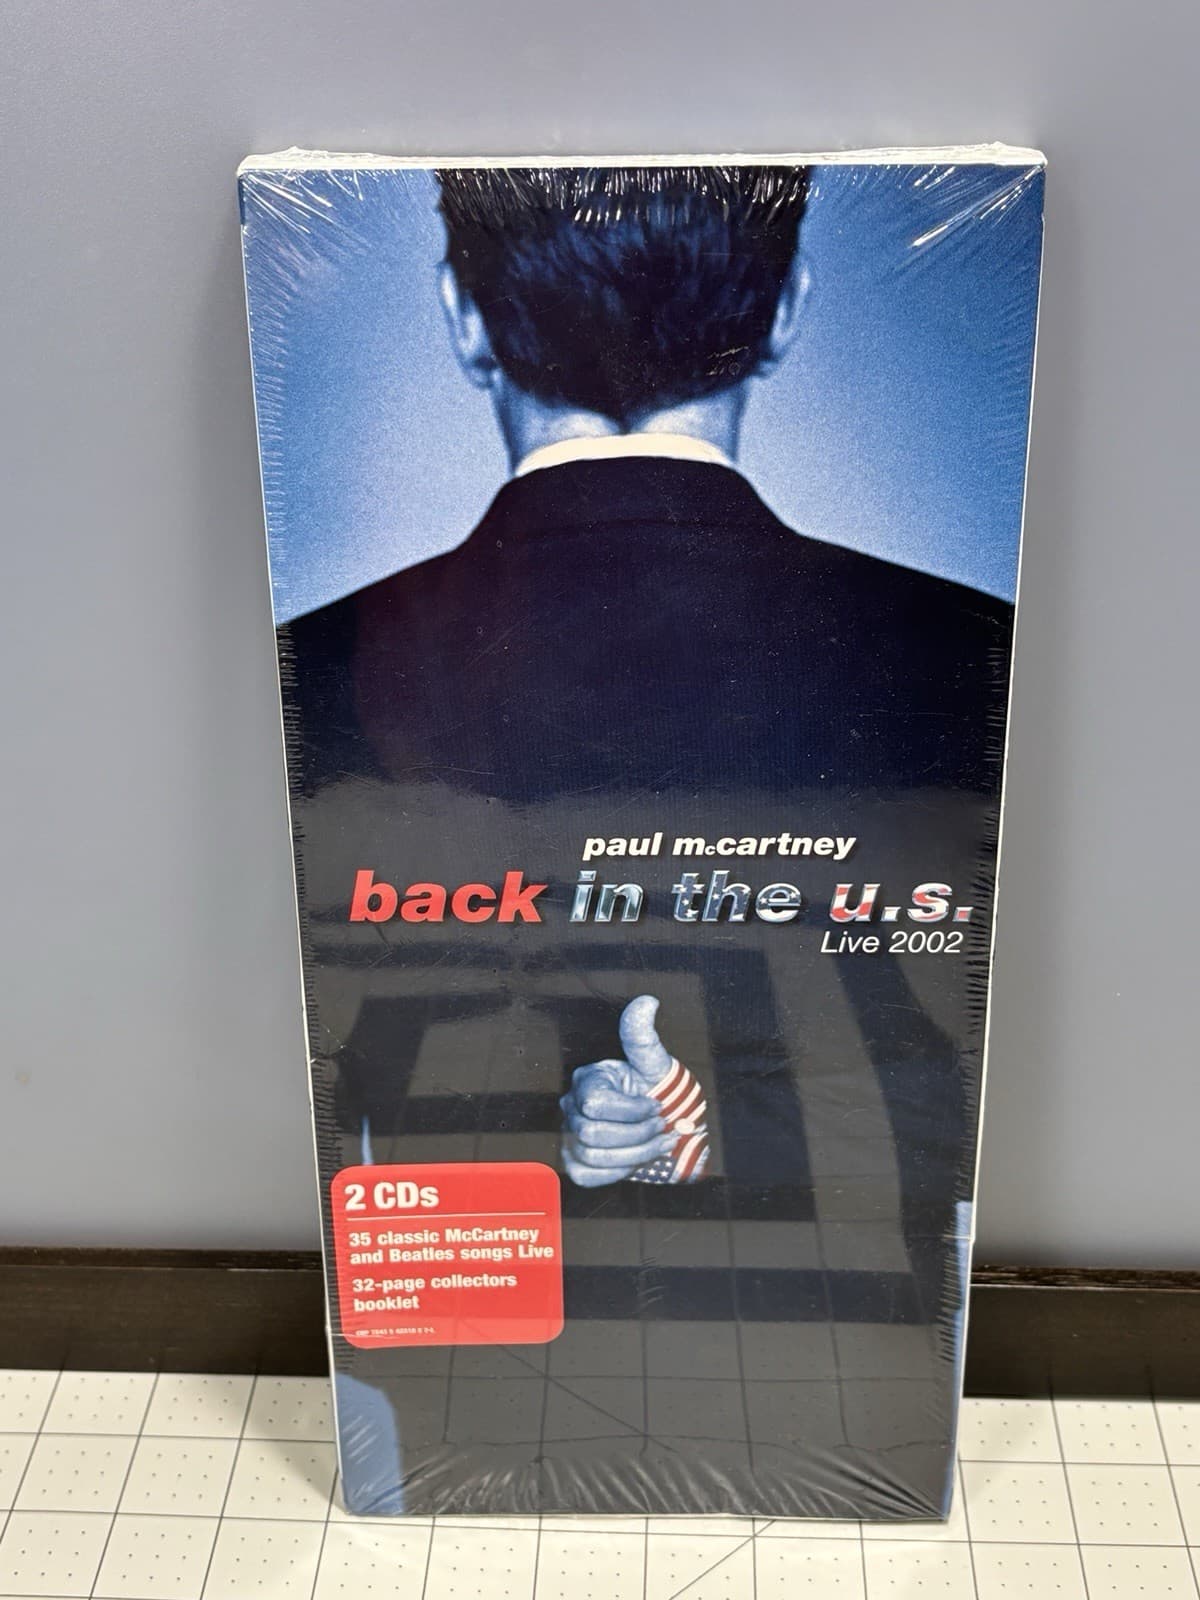 paul mccartney
back in the u.s.
Live 2002
2 CDs
35 classic McCartney
and Beatles songs Live
32-page collectors
booklet